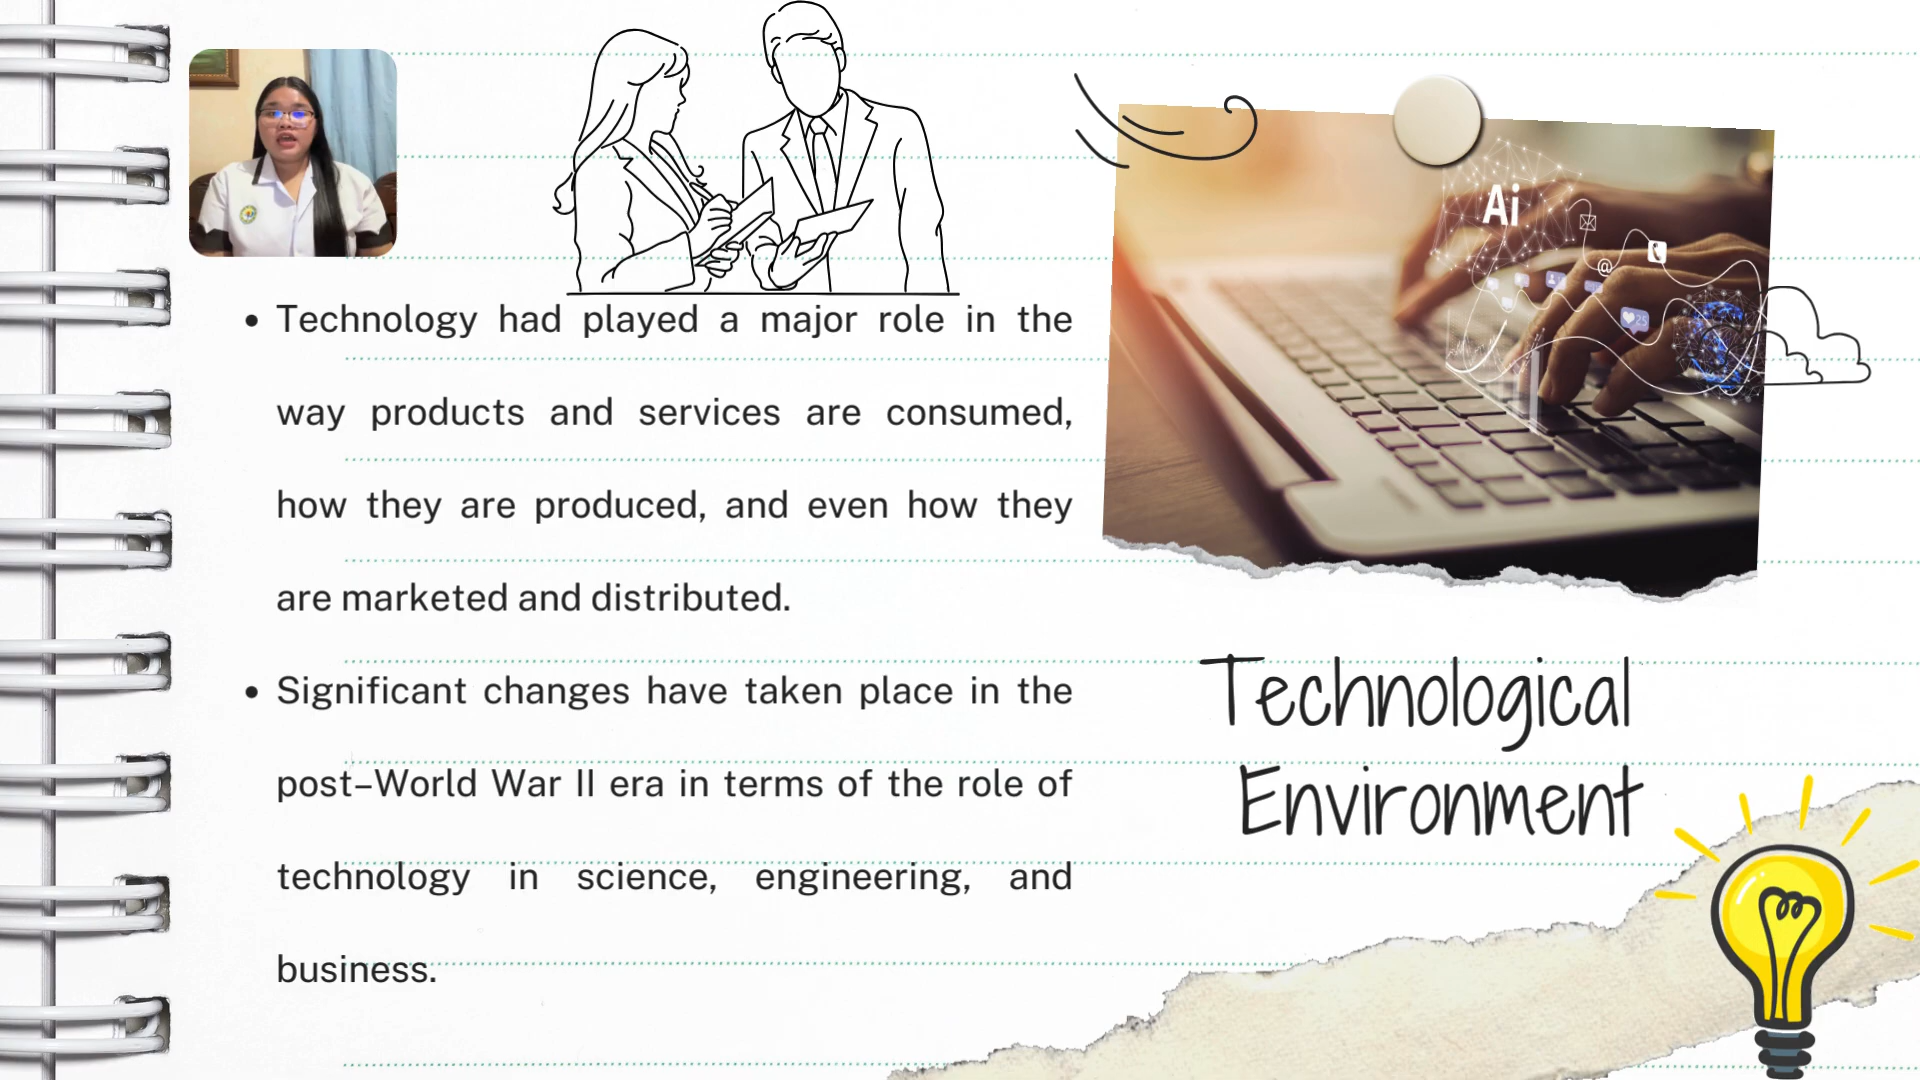 Technology had played a major role in the
way products and services are consumed,
how they are produced, and even how they
are marketed and distributed.
Significant changes have taken place in the
post–World War II era in terms of the role of
technology in science, engineering, and
business.
Ai
@
25
Technological
Environment